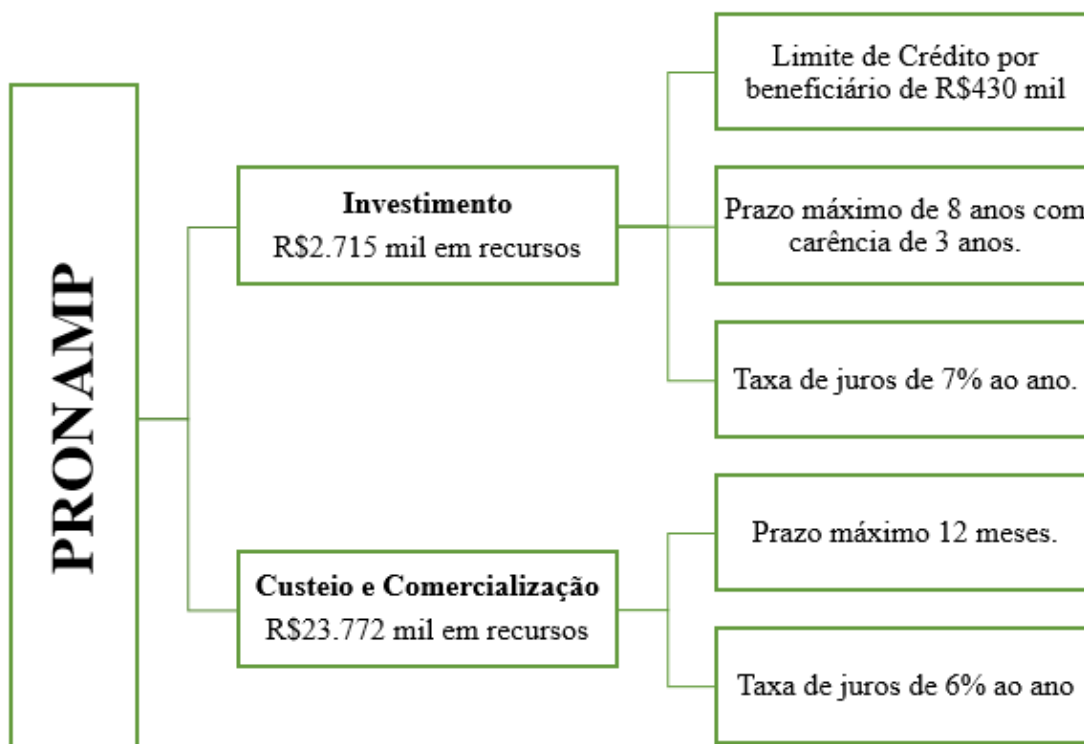 PRONAMP
Investimento
R$2.715 mil em recursos
Limite de Crédito por
beneficiário de R$430 mil
Prazo máximo de 8 anos com
carência de 3 anos.
Taxa de juros de 7% ao ano.
Custeio e Comercialização
R$23.772 mil em recursos
Prazo máximo 12 meses.
Taxa de juros de 6% ao ano